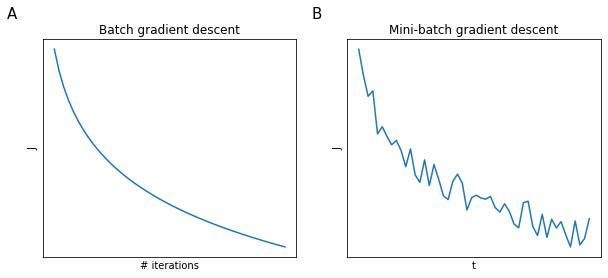 A
Batch gradient descent
J
# iterations
B
Mini-batch gradient descent
J
t